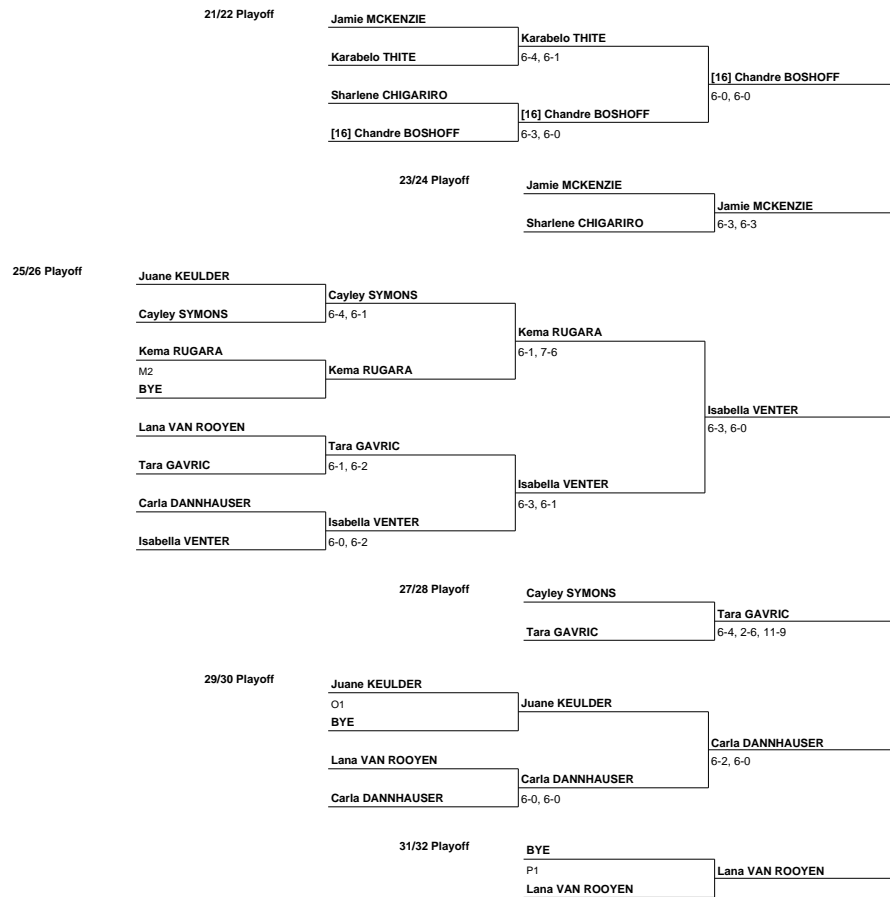 21/22 Playoff
Jamie MCKENZIE
Karabelo THITE
Karabelo THITE
6-4, 6-1
[16] Chandre BOSHOFF
6-0, 6-0
Sharlene CHIGARIRO
[16] Chandre BOSHOFF
[16] Chandre BOSHOFF
6-3, 6-0
23/24 Playoff
Jamie MCKENZIE
Jamie MCKENZIE
Sharlene CHIGARIRO
6-3, 6-3
25/26 Playoff
Juane KEULDER
Cayley SYMONS
Cayley SYMONS
6-4, 6-1
Kema RUGARA
6-1, 7-6
Kema RUGARA
M2
Kema RUGARA
BYE
Isabella VENTER
6-3, 6-0
Lana VAN ROOYEN
Tara GAVRIC
Tara GAVRIC
6-1, 6-2
Isabella VENTER
6-3, 6-1
Carla DANNHAUSER
Isabella VENTER
Isabella VENTER
6-0, 6-2
27/28 Playoff
Cayley SYMONS
Tara GAVRIC
Tara GAVRIC
6-4, 2-6, 11-9
29/30 Playoff
Juane KEULDER
O1
Juane KEULDER
BYE
Carla DANNHAUSER
6-2, 6-0
Lana VAN ROOYEN
Carla DANNHAUSER
Carla DANNHAUSER
6-0, 6-0
31/32 Playoff
BYE
P1
Lana VAN ROOYEN
Lana VAN ROOYEN